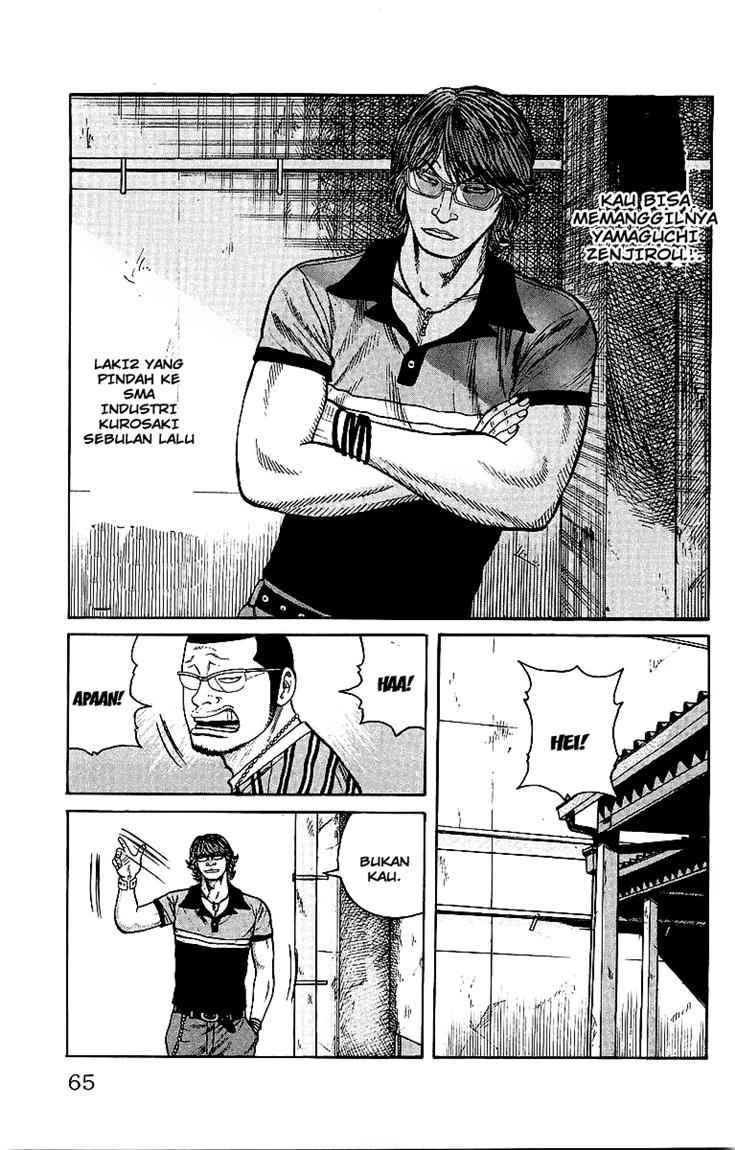 KAU BISA
MEMANGGILNYA
YAMAGUCHI
ZENJIROU..
LAKI2 YANG
PINDAH KE
SMA
INDUSTRI
KUROSAKI
SEBULAN LALU
HEI!
HAA!
APAAN!
BUKAN
KAU.
65